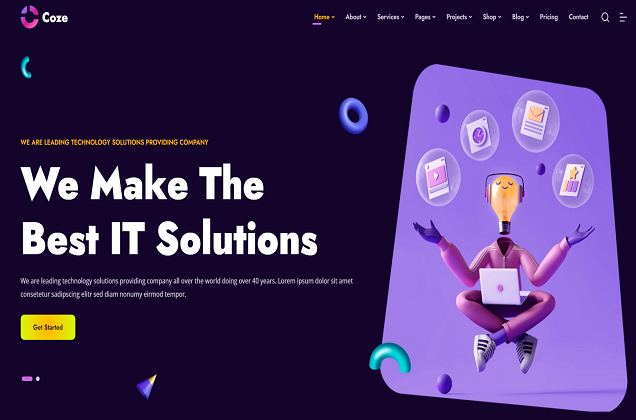 Coze
Home About Services Pages Projects Shop Blog Pricing Contact
WE ARE LEADING TECHNOLOGY SOLUTIONS PROVIDING COMPANY
We Make The
Best IT Solutions
We are leading technology solutions providing company all over the world doing over 40 years. Lorem ipsum dolor sit amet
consetetur sadipscing elitr sed diam nonumy eirmod tempor.
Get Started